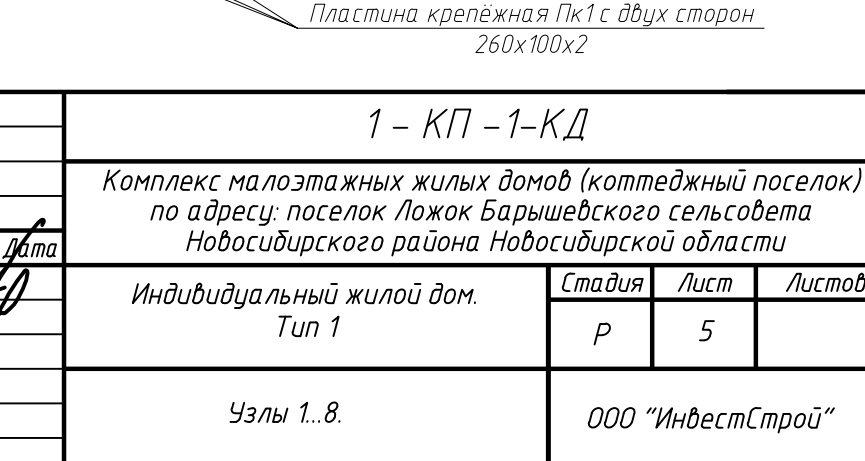 Пластина крепёжная Пк1 с двух сторон
260х100х2
1 – КП –1–КД
Комплекс малоэтажных жилых домов (коттеджный поселок)
по адресу: поселок Ложок Барышевского сельсовета
Новосибирского района Новосибирской области
Дата
Индивидуальный жилой дом.
Тип 1
Стадия Лист Листов
Р 5
Узлы 1...8.
ООО "ИнвестСтрой"